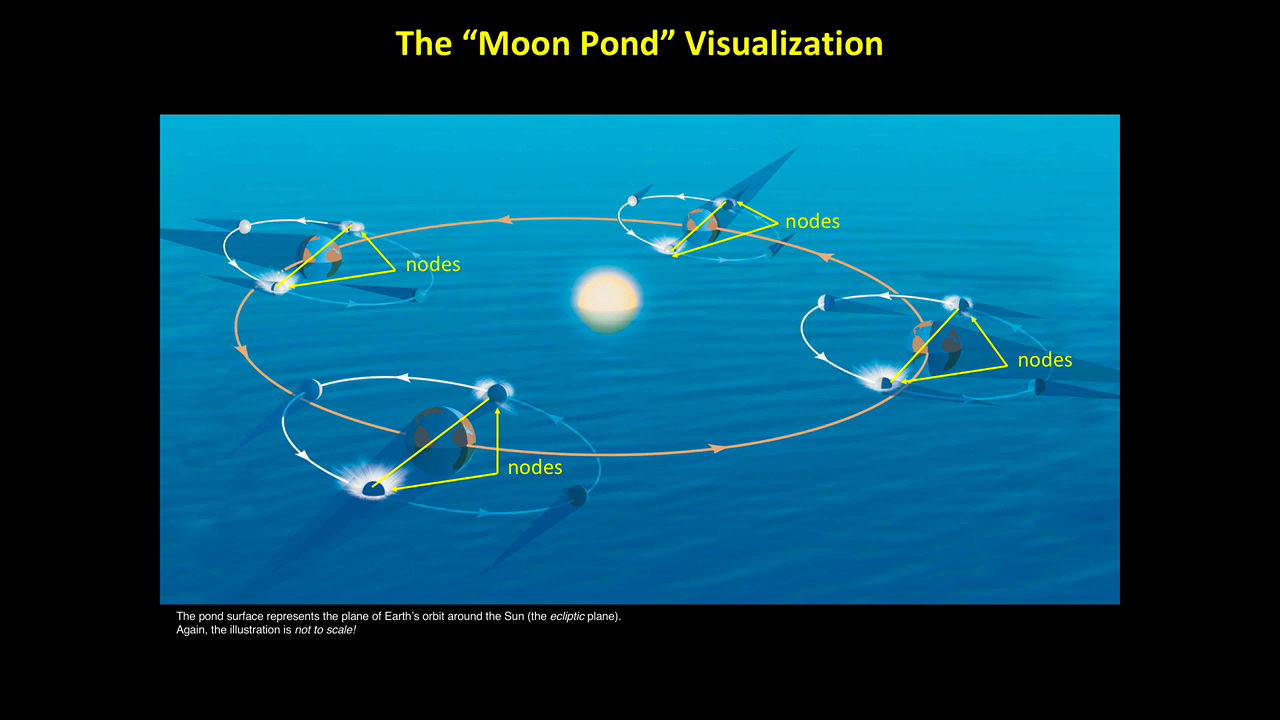 The “Moon Pond” Visualization
nodes
nodes
nodes
nodes
The pond surface represents the plane of Earth’s orbit around the Sun (the ecliptic plane).
Again, the illustration is not to scale!